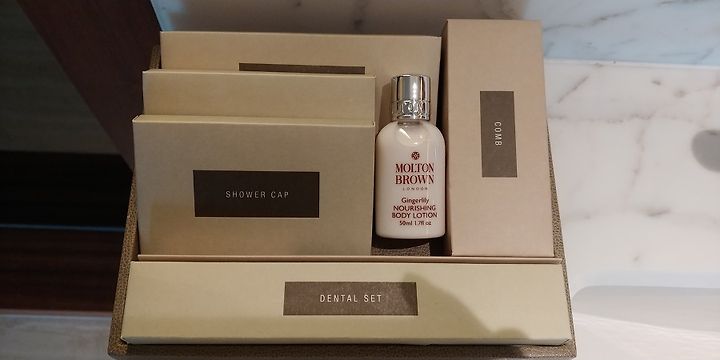 SHOWER CAP
MOLTON
BROWN
LONDON
Gingerlily
NOURISHING
BODY LOTION
50ml 1.7fl oz
COMB
DENTAL SET